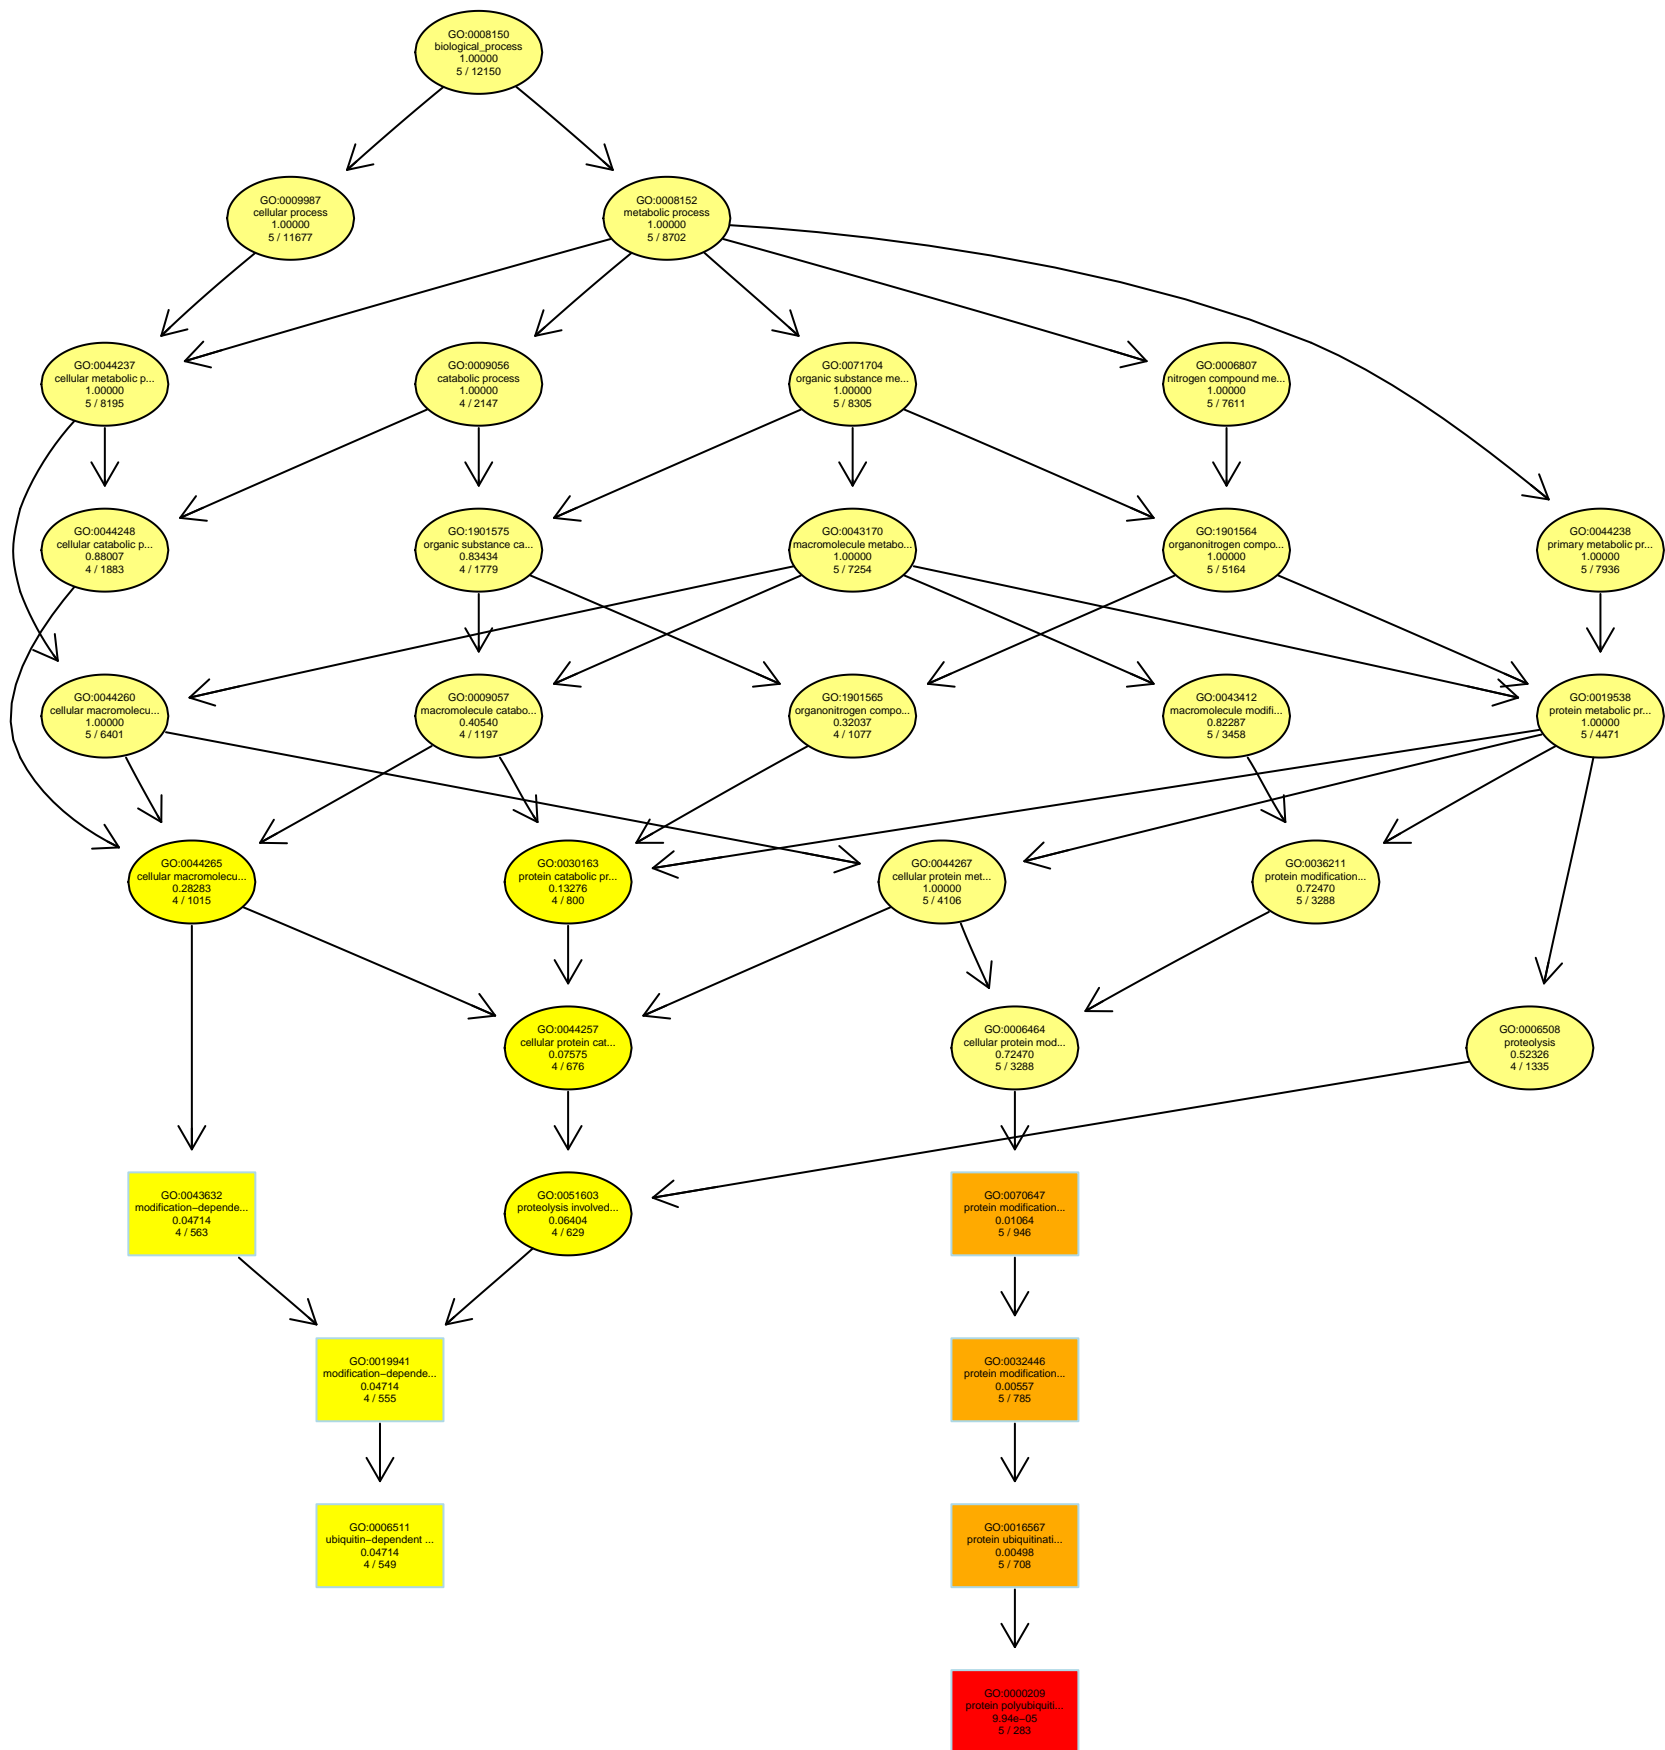 GO:0008150
biological_process
1.00000
5 / 12150
GO:0009987
cellular process
1.00000
5 / 11677
GO:0008152
metabolic process
1.00000
5 / 8702
GO:0044237
cellular metabolic p...
1.00000
5 / 8195
GO:0009056
catabolic process
1.00000
4 / 2147
GO:0071704
organic substance me...
1.00000
5 / 8305
GO:0006807
nitrogen compound me...
1.00000
5 / 7611
GO:0044248
cellular catabolic p...
0.88007
4 / 1883
GO:1901575
organic substance ca...
0.83434
4 / 1779
GO:0043170
macromolecule metabo...
1.00000
5 / 7254
GO:1901564
organonitrogen compo...
1.00000
5 / 5164
GO:0044238
primary metabolic pr...
1.00000
5 / 7936
GO:0044260
cellular macromolecu...
1.00000
5 / 6401
GO:0009057
macromolecule catabo...
0.40540
4 / 1197
GO:1901565
organonitrogen compo...
0.32037
4 / 1077
GO:0043412
macromolecule modifi...
0.82287
5 / 3458
GO:0019538
protein metabolic pr...
1.00000
5 / 4471
GO:0044265
cellular macromolecu...
0.28283
4 / 1015
GO:0030163
protein catabolic pr...
0.13276
4 / 800
GO:0044267
cellular protein met...
1.00000
5 / 4106
GO:0036211
protein modification...
0.72470
5 / 3288
GO:0044257
cellular protein cat...
0.07575
4 / 676
GO:0006464
cellular protein mod...
0.72470
5 / 3288
GO:0006508
proteolysis
0.52326
4 / 1335
GO:0043632
modification−depende...
0.04714
4 / 563
GO:0051603
proteolysis involved...
0.06404
4 / 629
GO:0070647
protein modification...
0.01064
5 / 946
GO:0019941
modification−depende...
0.04714
4 / 555
GO:0032446
protein modification...
0.00557
5 / 785
GO:0006511
ubiquitin−dependent ...
0.04714
4 / 549
GO:0016567
protein ubiquitinati...
0.00498
5 / 708
GO:0000209
protein polyubiquiti...
9.94e−05
5 / 283